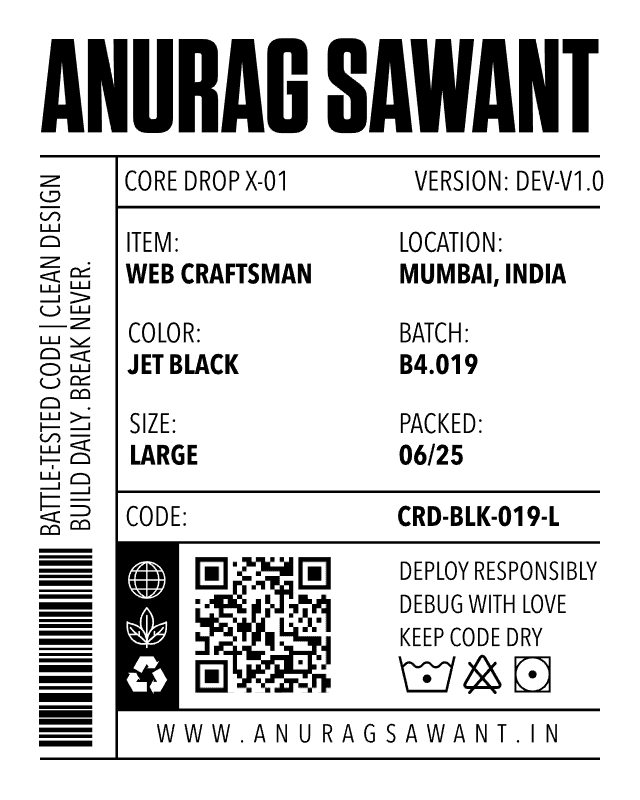 ANURAG SAWANT
BATTLE-TESTED CODE | CLEAN DESIGN
BUILD DAILY. BREAK NEVER.
CORE DROP X-01
VERSION: DEV-V1.0
ITEM:
WEB CRAFTSMAN
LOCATION:
MUMBAI, INDIA
COLOR:
JET BLACK
BATCH:
B4.019
SIZE:
LARGE
PACKED:
06/25
CODE:
CRD-BLK-019-L
DEPLOY RESPONSIBLY
DEBUG WITH LOVE
KEEP CODE DRY
WWW.ANURAGSAWANT.IN